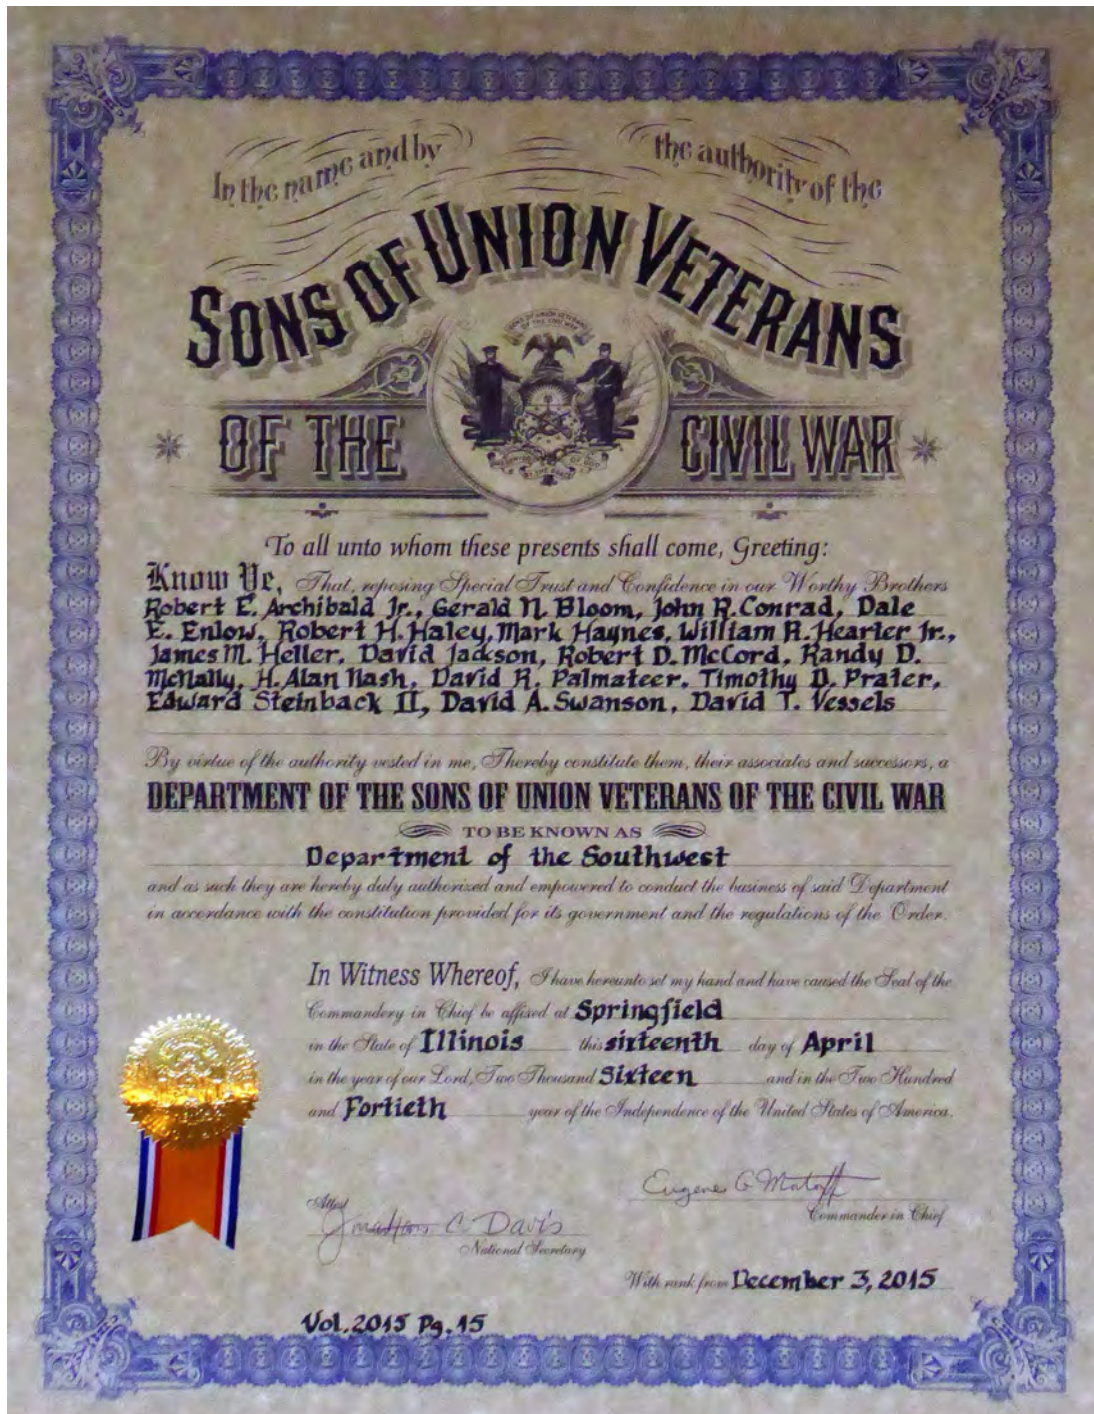 In the name and by the authority of the
SONS OF UNION VETERANS
SONS OF UNION VETERANS
OF THE CIVIL WAR
OF THE CIVIL WAR
To all unto whom these presents shall come, Greeting:
Know Ye, That, reposing Special Trust and Confidence in our Worthy Brothers
Robert E. Archibald Jr., Gerald N. Bloom, John R. Conrad, Dale
E. Enlow, Robert H. Haley, Mark Haynes, William R. Hearter Jr.,
James M. Heller, David Jackson, Robert D. McCord, Randy D.
McNally, H. Alan Nash, David R. Palmateer, Timothy D. Prater,
Edward Steinback II, David A. Swanson, David T. Vessels
By virtue of the authority vested in me, I hereby constitute them, their associates and successors, a
DEPARTMENT OF THE SONS OF UNION VETERANS OF THE CIVIL WAR
TO BE KNOWN AS
Department of the Southwest
and as such they are hereby duly authorized and empowered to conduct the business of said Department
in accordance with the constitution provided for its government and the regulations of the Order.
In Witness Whereof, I have hereunto set my hand and have caused the Seal of the
Commandery in Chief be affixed at Springfield
in the State of Illinois this sixteenth day of April
in the year of our Lord, Two Thousand Sixteen and in the Two Hundred
and Fortieth year of the Independence of the United States of America.
Eugene G Mortorff
Commander in Chief
Attest
Jonathan C. Davis
National Secretary
With rank from December 3, 2015
Vol. 2015 Pg. 15